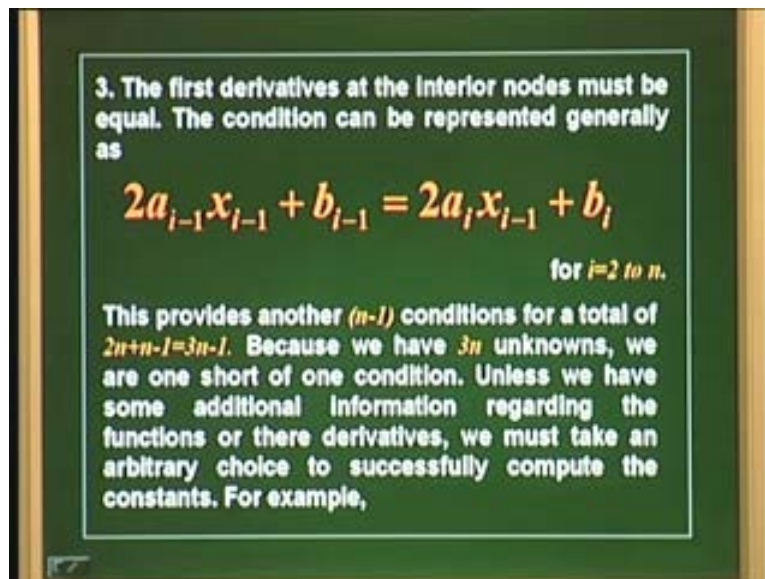 3. The first derivatives at the interior nodes must be
equal. The condition can be represented generally
as
2a_{i-1}x_{i-1} + b_{i-1} = 2a_i x_{i-1} + b_i
for i=2 to n.
This provides another (n-1) conditions for a total of
2n+n-1=3n-1. Because we have 3n unknowns, we
are one short of one condition. Unless we have
some additional information regarding the
functions or there derivatives, we must take an
arbitrary choice to successfully compute the
constants. For example,